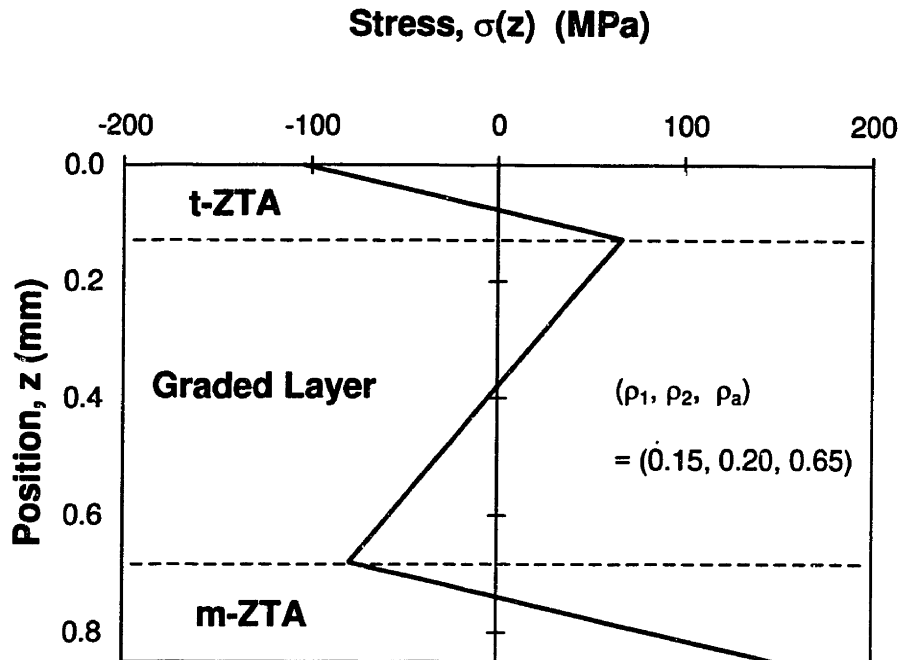 Stress, σ(z) (MPa)
-200 -100 0 100 200
0.0
t-ZTA
0.2
Position, z (mm)
Graded Layer
0.4
(ρ₁, ρ₂, ρₐ)
= (0.15, 0.20, 0.65)
0.6
m-ZTA
0.8